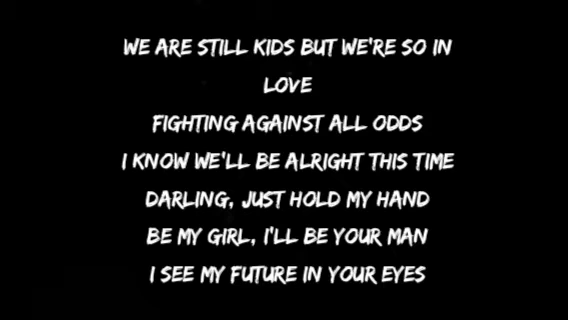 WE ARE STILL KIDS BUT WE'RE SO IN
LOVE
FIGHTING AGAINST ALL ODDS
I KNOW WE'LL BE ALRIGHT THIS TIME
DARLING, JUST HOLD MY HAND
BE MY GIRL, I'LL BE YOUR MAN
I SEE MY FUTURE IN YOUR EYES